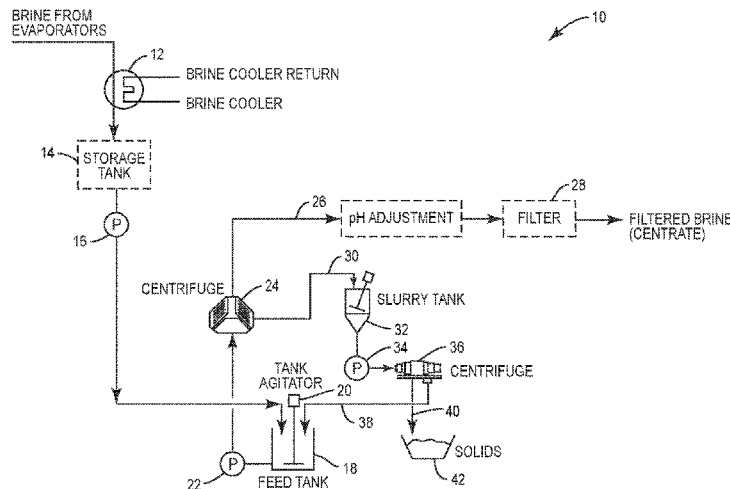 BRINE FROM
EVAPORATORS
10
12
BRINE COOLER RETURN
BRINE COOLER
14
STORAGE
TANK
26
28
P
16
pH ADJUSTMENT
FILTER
FILTERED BRINE
(CENTRATE)
30
CENTRIFUGE
24
SLURRY TANK
32
34
36
P
CENTRIFUGE
TANK
AGITATOR
20
38
40
SOLIDS
P
18
22
FEED TANK
42